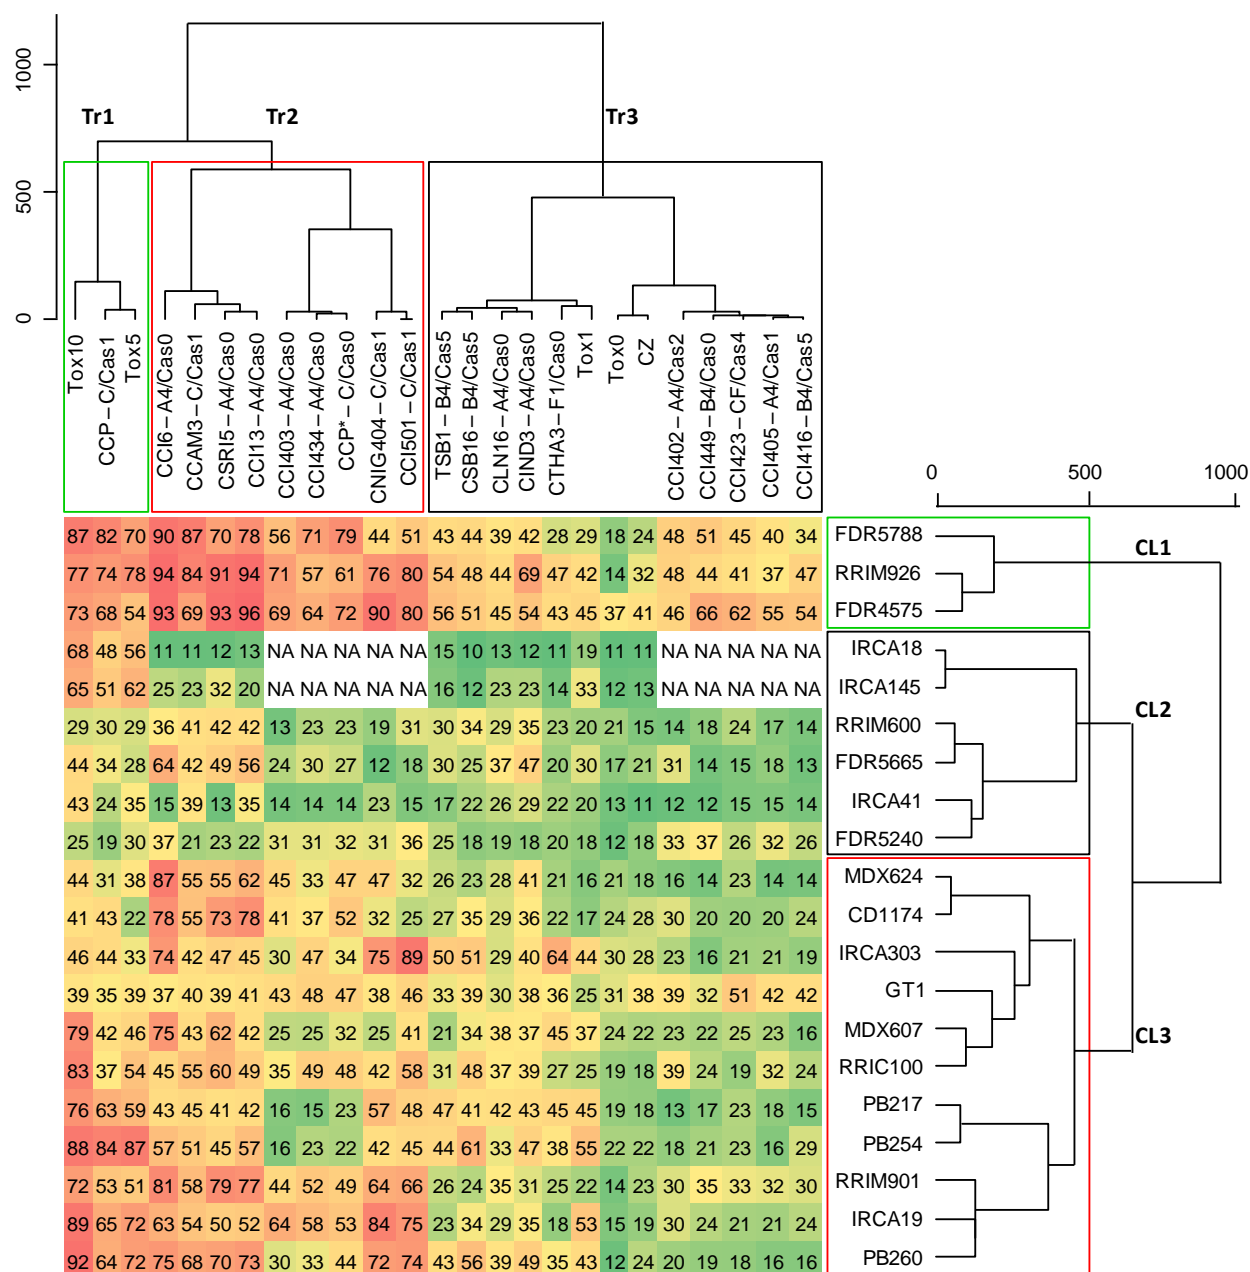 1000
500
0
Tr1 Tr2 Tr3
Tox10
CCP – C/Cas1
Tox5
CCI6 – A4/Cas0
CCAM3 – C/Cas1
CSRI5 – A4/Cas0
CCI13 – A4/Cas0
CCI403 – A4/Cas0
CCI434 – A4/Cas0
CCP* – C/Cas0
CNIG404 – C/Cas1
CCI501 – C/Cas1
TSB1 – B4/Cas5
CSB16 – B4/Cas5
CLN16 – A4/Cas0
CIND3 – A4/Cas0
CTHA3 – F1/Cas0
Tox1
Tox0
CZ
CCI402 – A4/Cas2
CCI449 – B4/Cas0
CCI423 – CF/Cas4
CCI405 – A4/Cas1
CCI416 – B4/Cas5
0 500 1000
87 82 70 90 87 70 78 56 71 79 44 51 43 44 39 42 28 29 18 24 48 51 45 40 34 FDR5788
CL1
77 74 78 94 84 91 94 71 57 61 76 80 54 48 44 69 47 42 14 32 48 44 41 37 47 RRIM926
73 68 54 93 69 93 96 69 64 72 90 80 56 51 45 54 43 45 37 41 46 66 62 55 54 FDR4575
68 48 56 11 11 12 13 NA NA NA NA NA 15 10 13 12 11 19 11 11 NA NA NA NA NA IRCA18
65 51 62 25 23 32 20 NA NA NA NA NA 16 12 23 23 14 33 12 13 NA NA NA NA NA IRCA145
CL2
29 30 29 36 41 42 42 13 23 23 19 31 30 34 29 35 23 20 21 15 14 18 24 17 14 RRIM600
44 34 28 64 42 49 56 24 30 27 12 18 30 25 37 47 20 30 17 21 31 14 15 18 13 FDR5665
43 24 35 15 39 13 35 14 14 14 23 15 17 22 26 29 22 20 13 11 12 12 15 15 14 IRCA41
25 19 30 37 21 23 22 31 31 32 31 36 25 18 19 18 20 18 12 18 33 37 26 32 26 FDR5240
44 31 38 87 55 55 62 45 33 47 47 32 26 23 28 41 21 16 21 18 16 14 23 14 14 MDX624
41 43 22 78 55 73 78 41 37 52 32 25 27 35 29 36 22 17 24 28 30 20 20 20 24 CD1174
46 44 33 74 42 47 45 30 47 34 75 89 50 51 29 40 64 44 30 28 23 16 21 21 19 IRCA303
39 35 39 37 40 39 41 43 48 47 38 46 33 39 30 38 36 25 31 38 39 32 51 42 42 GT1
79 42 46 75 43 62 42 25 25 32 25 41 21 34 38 37 45 37 24 22 23 22 25 23 16 MDX607
CL3
83 37 54 45 55 60 49 35 49 48 42 58 31 48 37 39 27 25 19 18 39 24 19 32 24 RRIC100
76 63 59 43 45 41 42 16 15 23 57 48 47 41 42 43 45 45 19 18 13 17 23 18 15 PB217
88 84 87 57 51 45 57 16 23 22 42 45 44 61 33 47 38 55 22 22 18 21 23 16 29 PB254
72 53 51 81 58 79 77 44 52 49 64 66 26 24 35 31 25 22 14 23 30 35 33 32 30 RRIM901
89 65 72 63 54 50 52 64 58 53 84 75 23 34 29 35 18 53 15 19 30 24 21 21 24 IRCA19
92 64 72 75 68 70 73 30 33 44 72 74 43 56 39 49 35 43 12 24 20 19 18 16 16 PB260